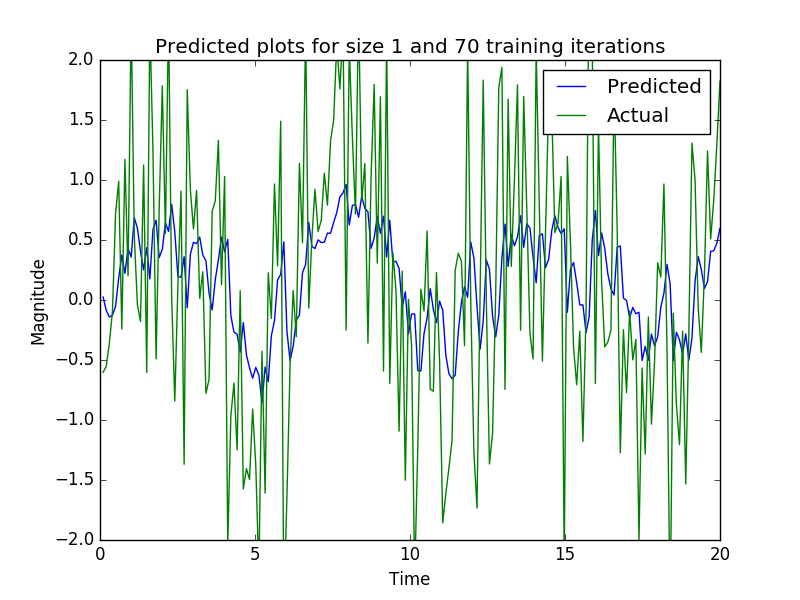 Predicted plots for size 1 and 70 training iterations
Predicted
Actual
2.0
1.5
1.0
0.5
0.0
−0.5
−1.0
−1.5
−2.0
Magnitude
0 5 10 15 20
Time